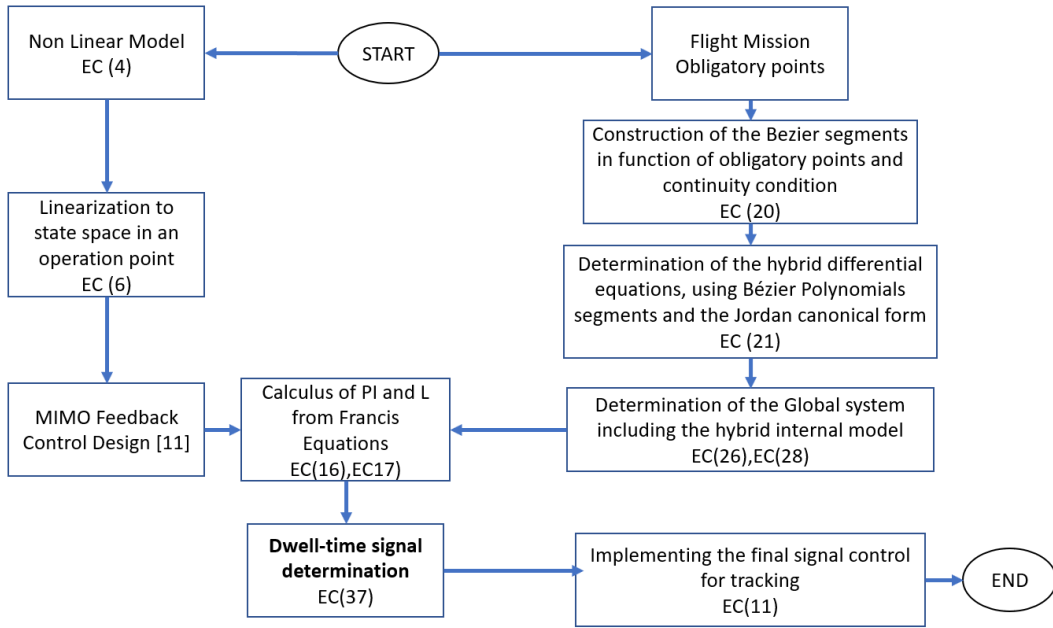 Non Linear Model
EC (4)
START
Flight Mission
Obligatory points
Construction of the Bezier segments
in function of obligatory points and
continuity condition
EC (20)
Linearization to
state space in an
operation point
EC (6)
Determination of the hybrid differential
equations, using Bézier Polynomials
segments and the Jordan canonical form
EC (21)
MIMO Feedback
Control Design [11]
Calculus of PI and L
from Francis
Equations
EC(16),EC17)
Determination of the Global system
including the hybrid internal model
EC(26),EC(28)
Dwell-time signal
determination
EC(37)
Implementing the final signal control
for tracking
EC(11)
END